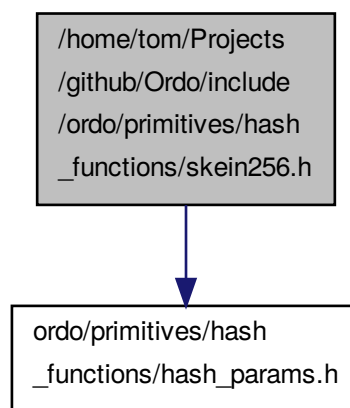 /home/tom/Projects
/github/Ordo/include
/ordo/primitives/hash
_functions/skein256.h
ordo/primitives/hash
_functions/hash_params.h